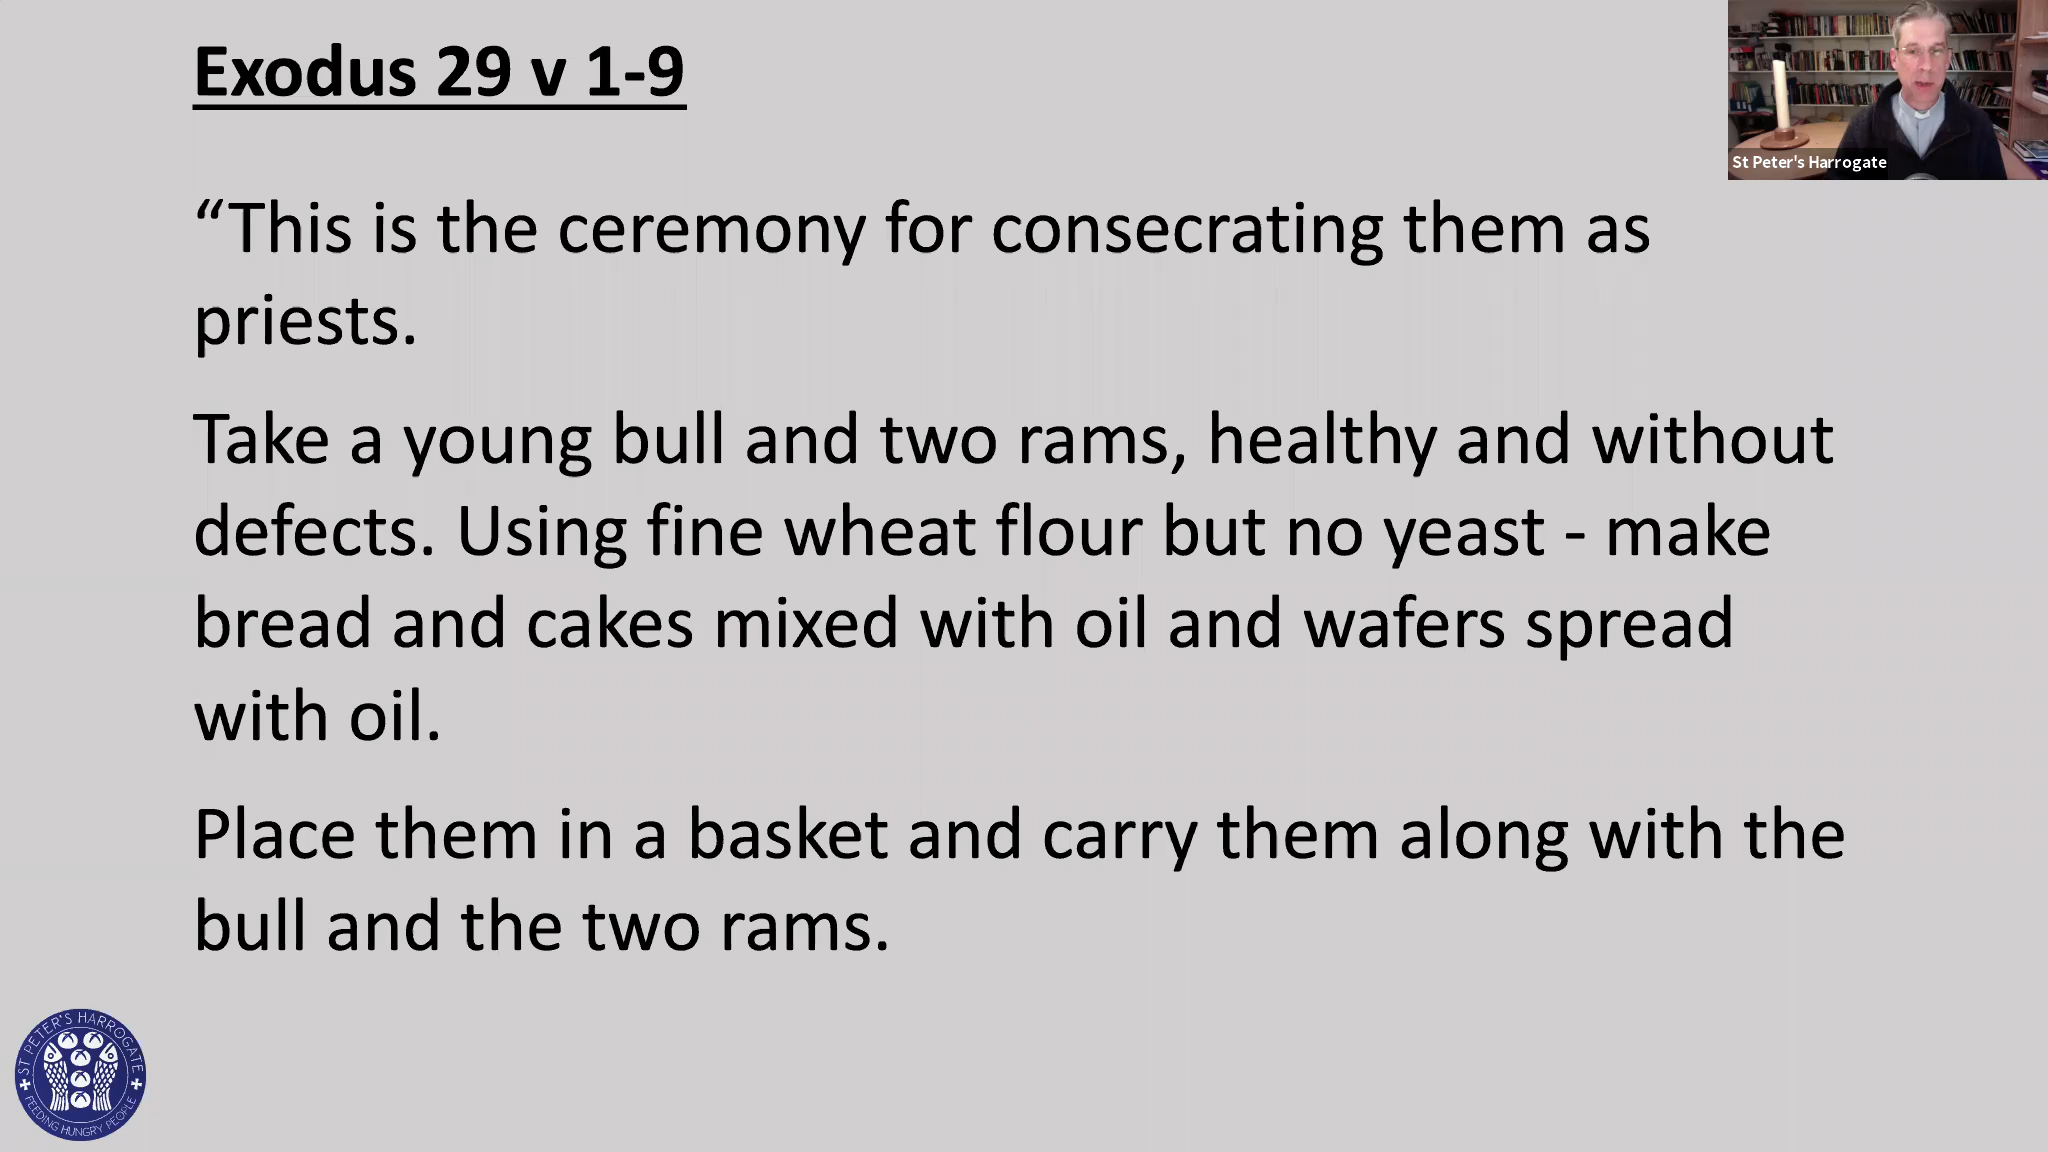 Exodus 29 v 1-9
St Peter's Harrogate
“This is the ceremony for consecrating them as
priests.
Take a young bull and two rams, healthy and without
defects. Using fine wheat flour but no yeast - make
bread and cakes mixed with oil and wafers spread
with oil.
Place them in a basket and carry them along with the
bull and the two rams.
ST PETER'S HARROGATE
FEEDING HUNGRY PEOPLE